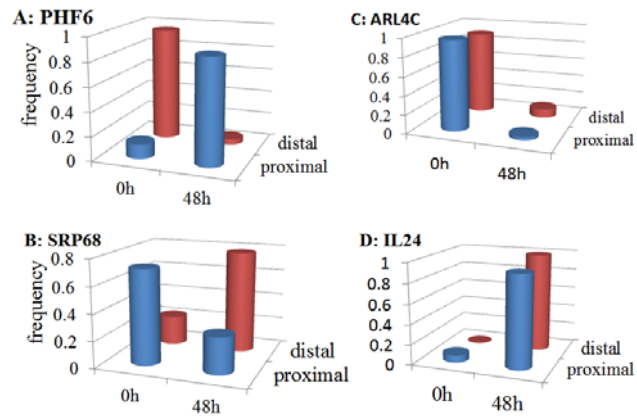 A: PHF6
frequency
1
0.8
0.6
0.4
0.2
0
0h
48h
distal
proximal
C: ARL4C
1
0.8
0.6
0.4
0.2
0
0h
48h
distal
proximal
B: SRP68
frequency
0.8
0.6
0.4
0.2
0
0h
48h
distal
proximal
D: IL24
1
0.8
0.6
0.4
0.2
0
0h
48h
distal
proximal